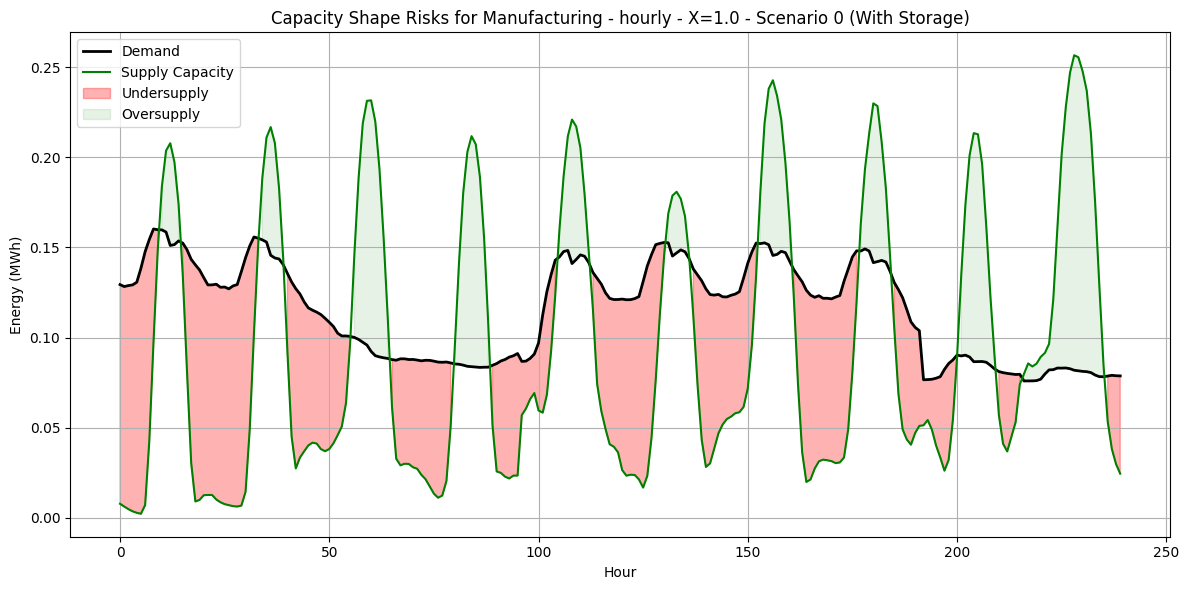 Capacity Shape Risks for Manufacturing - hourly - X=1.0 - Scenario 0 (With Storage)
Demand
Supply Capacity
Undersupply
Oversupply
Energy (MWh)
0.25
0.20
0.15
0.10
0.05
0.00
0 50 100 150 200 250
Hour